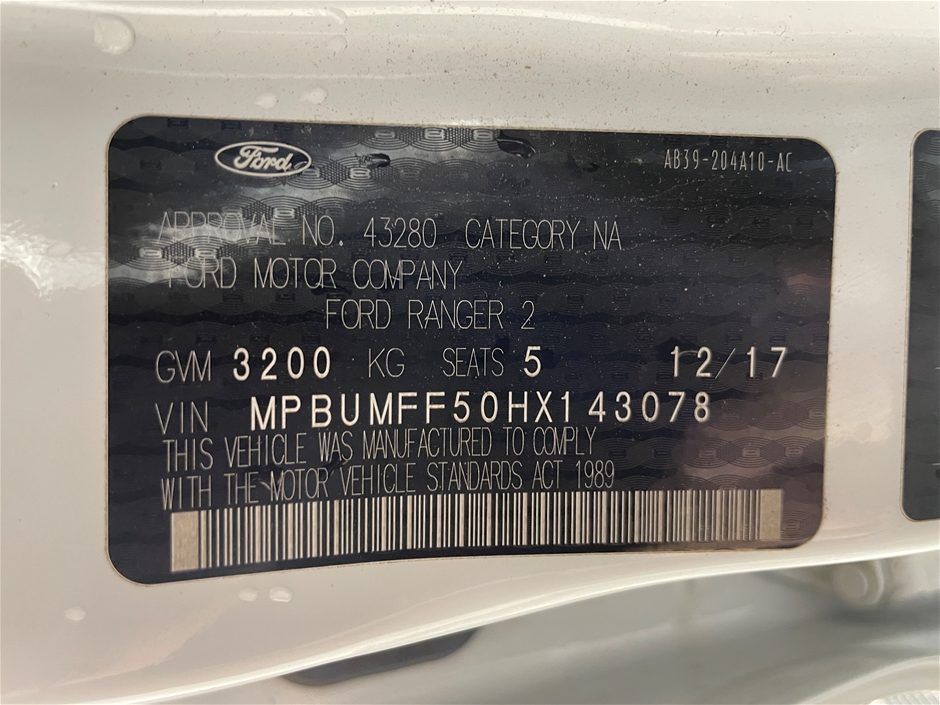 Ford
AB39-204A10-AC
APPROVAL NO. 43280 CATEGORY NA
FORD MOTOR COMPANY
FORD RANGER 2
GVM 3200 KG SEATS 5 12/17
VIN MPBUMFF50HX143078
THIS VEHICLE WAS MANUFACTURED TO COMPLY
WITH THE MOTOR VEHICLE STANDARDS ACT 1989